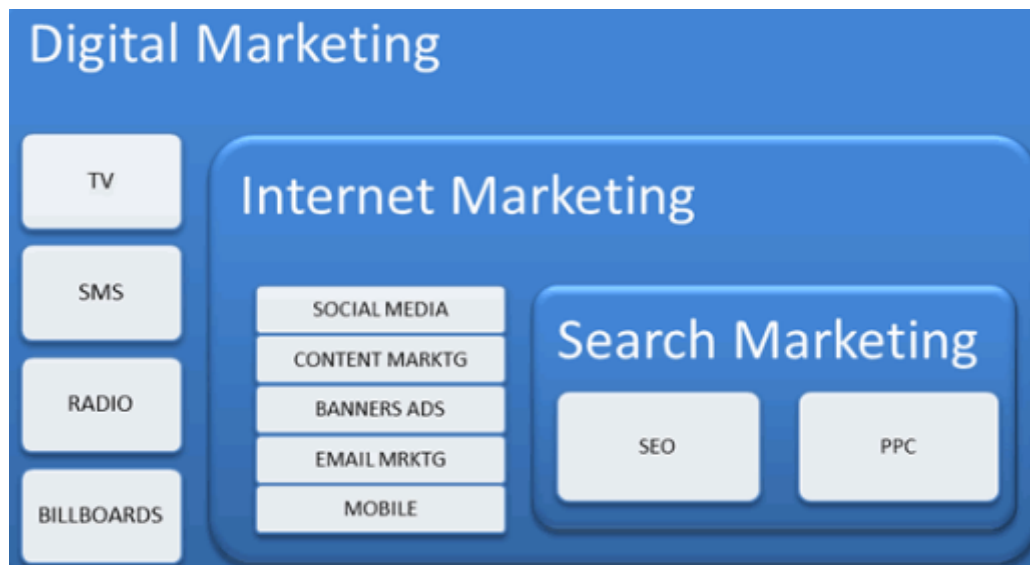 Digital Marketing
TV
SMS
RADIO
BILLBOARDS
Internet Marketing
SOCIAL MEDIA
CONTENT MARKTG
BANNERS ADS
EMAIL MRKTG
MOBILE
Search Marketing
SEO
PPC